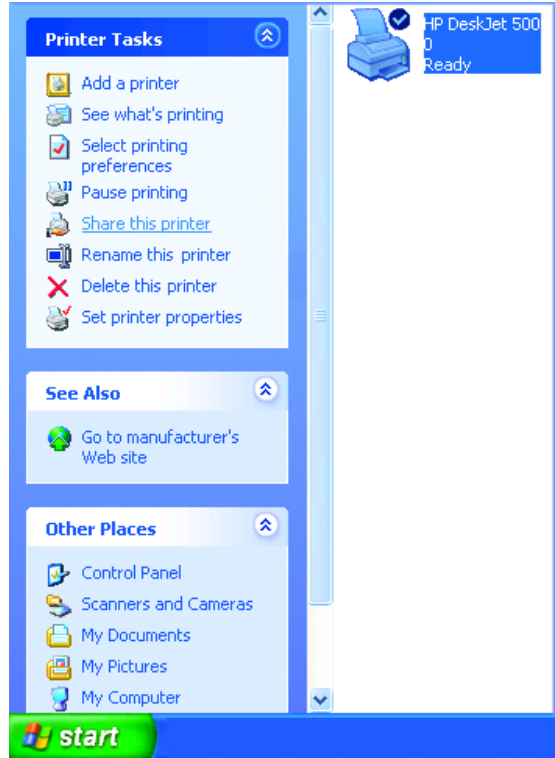 Printer Tasks
Add a printer
See what's printing
Select printing
preferences
Pause printing
Share this printer
Rename this printer
Delete this printer
Set printer properties
See Also
Go to manufacturer's
Web site
Other Places
Control Panel
Scanners and Cameras
My Documents
My Pictures
My Computer
HP DeskJet 500
0
Ready
start